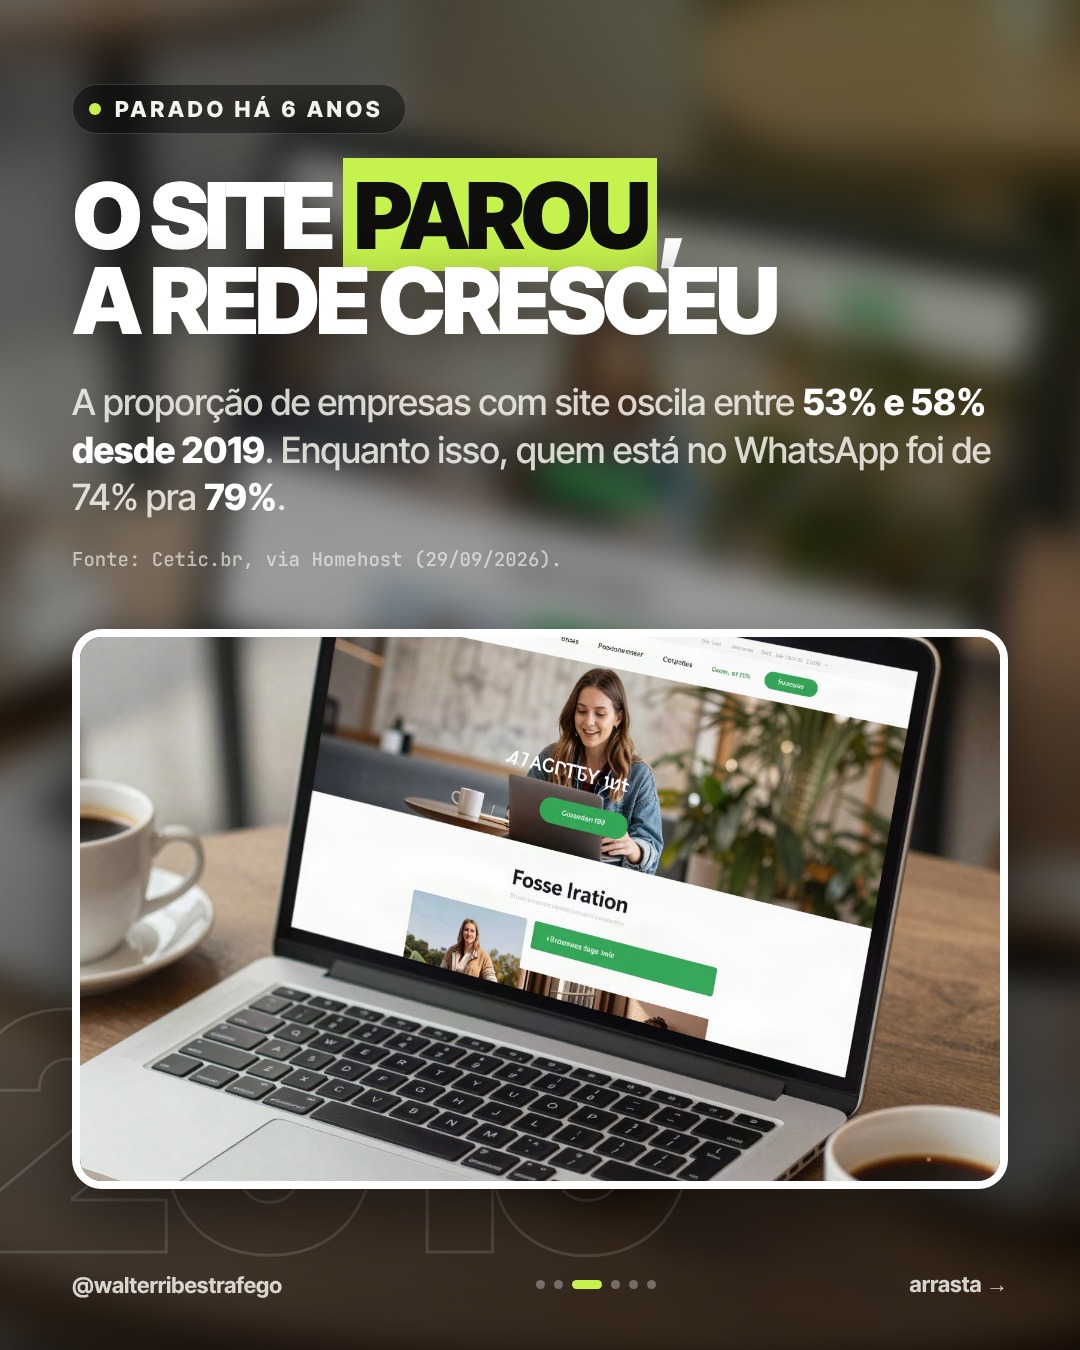 PARADO HÁ 6 ANOS
O SITE PAROU,
A REDE CRESCEU
A proporção de empresas com site oscila entre 53% e 58%
desde 2019. Enquanto isso, quem está no WhatsApp foi de
74% pra 79%.
Fonte: Cetic.br, via Homehost (29/09/2026).
Fosse Iration
@walterribestrafego
arrasta →